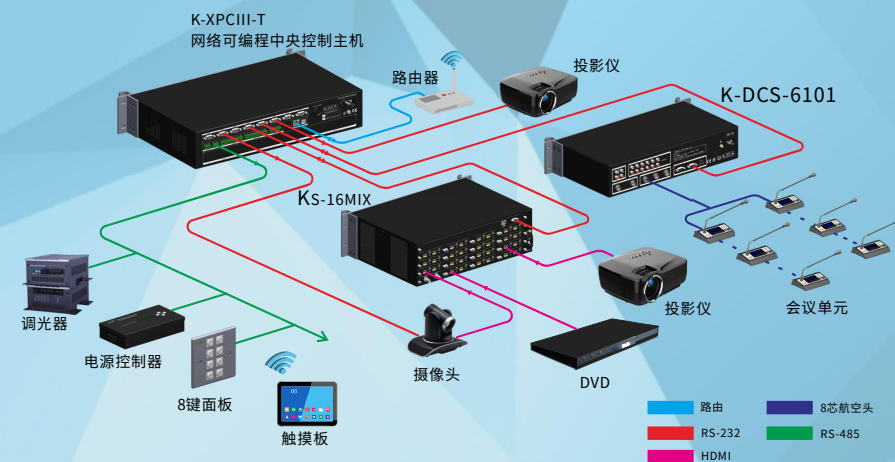 K-XPCIII-T
网络可编程中央控制主机
路由器
投影仪
K-DCS-6101
KS-16MIX
调光器
电源控制器
8键面板
触摸板
摄像头
DVD
投影仪
会议单元
路由
8芯航空头
RS-232
RS-485
HDMI